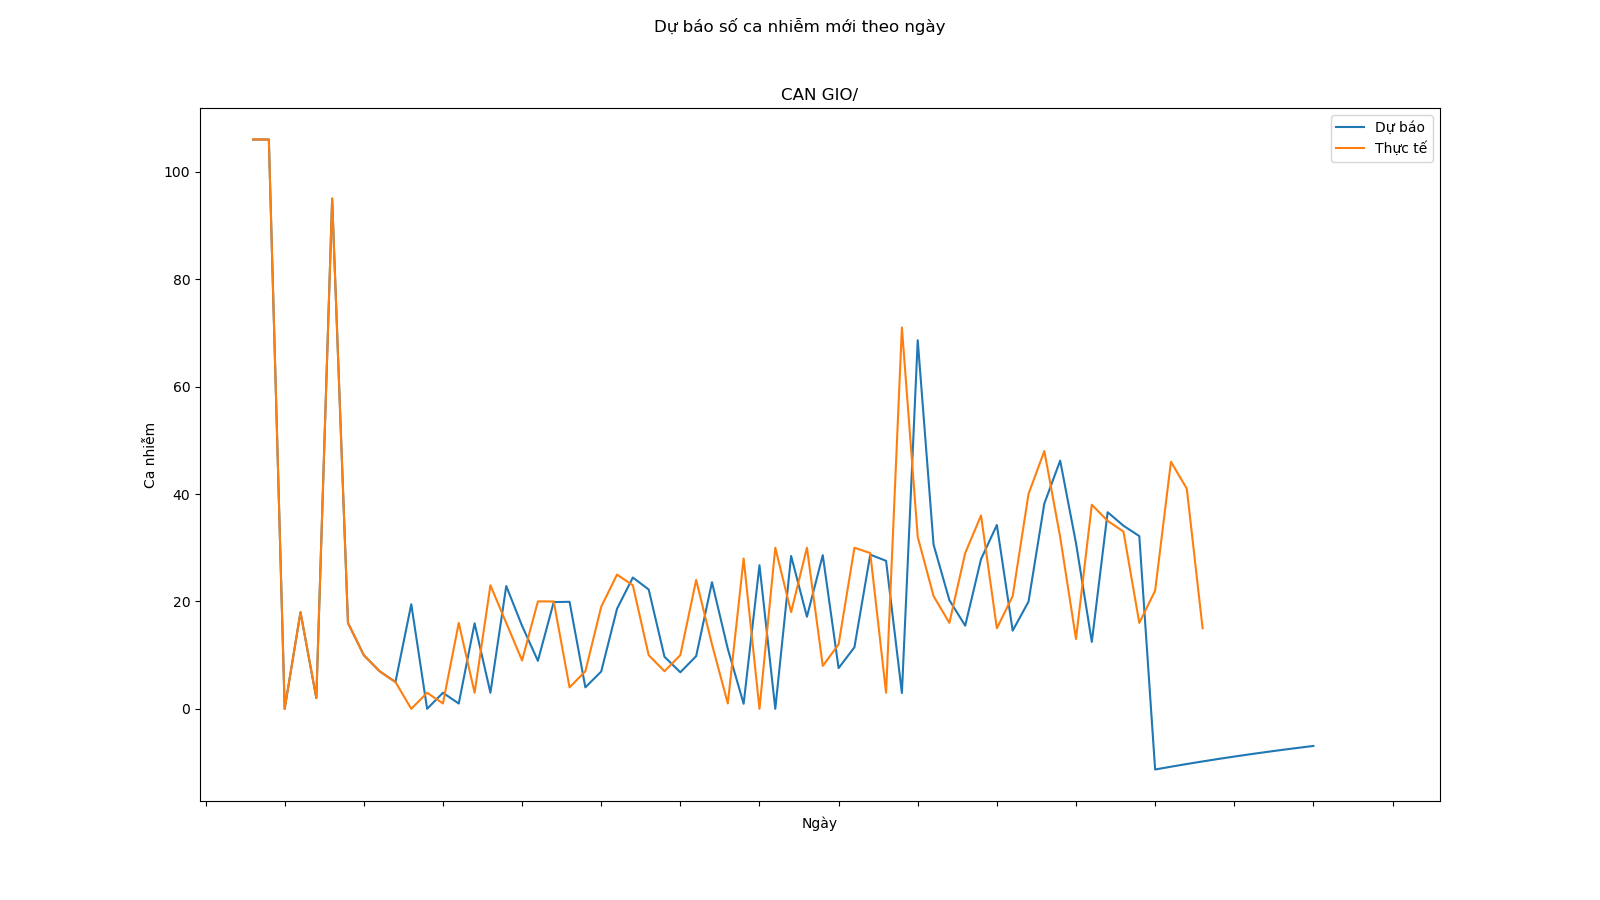 Dự báo số ca nhiễm mới theo ngày
CAN GIO/
Dự báo
Thực tế
100
80
60
40
20
0
Ca nhiễm
Ngày